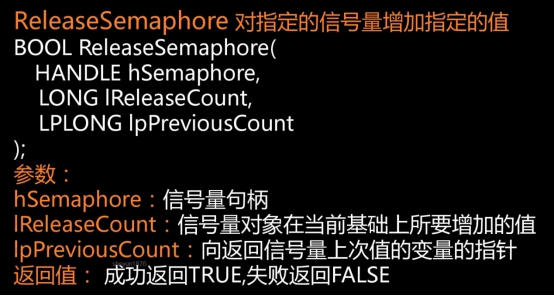 ReleaseSemaphore 对指定的信号量增加指定的值
BOOL ReleaseSemaphore(
HANDLE hSemaphore,
LONG lReleaseCount,
LPLONG lpPreviousCount
);
参数：
hSemaphore：信号量句柄
lReleaseCount：信号量对象在当前基础上所要增加的值
lpPreviousCount：向返回信号量上次值的变量的指针
返回值： 成功返回TRUE,失败返回FALSE